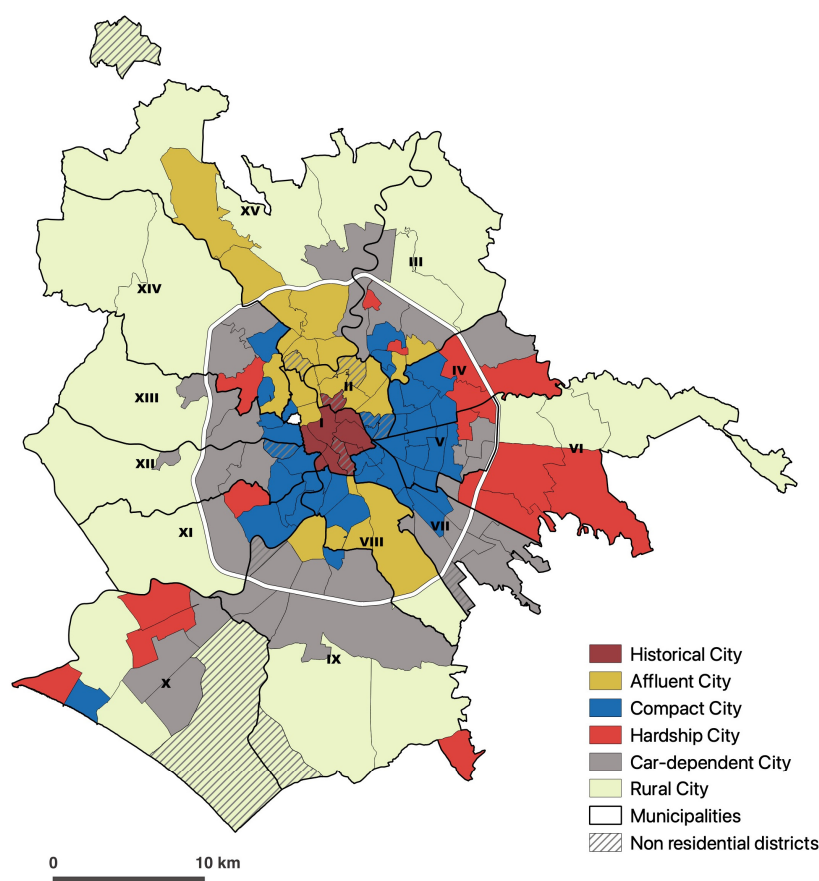 XV
III
XIV
IV
II
XIII
I
V
VI
XII
VII
XI
VIII
IX
X
Historical City
Affluent City
Compact City
Hardship City
Car-dependent City
Rural City
Municipalities
Non residential districts
0 10 km